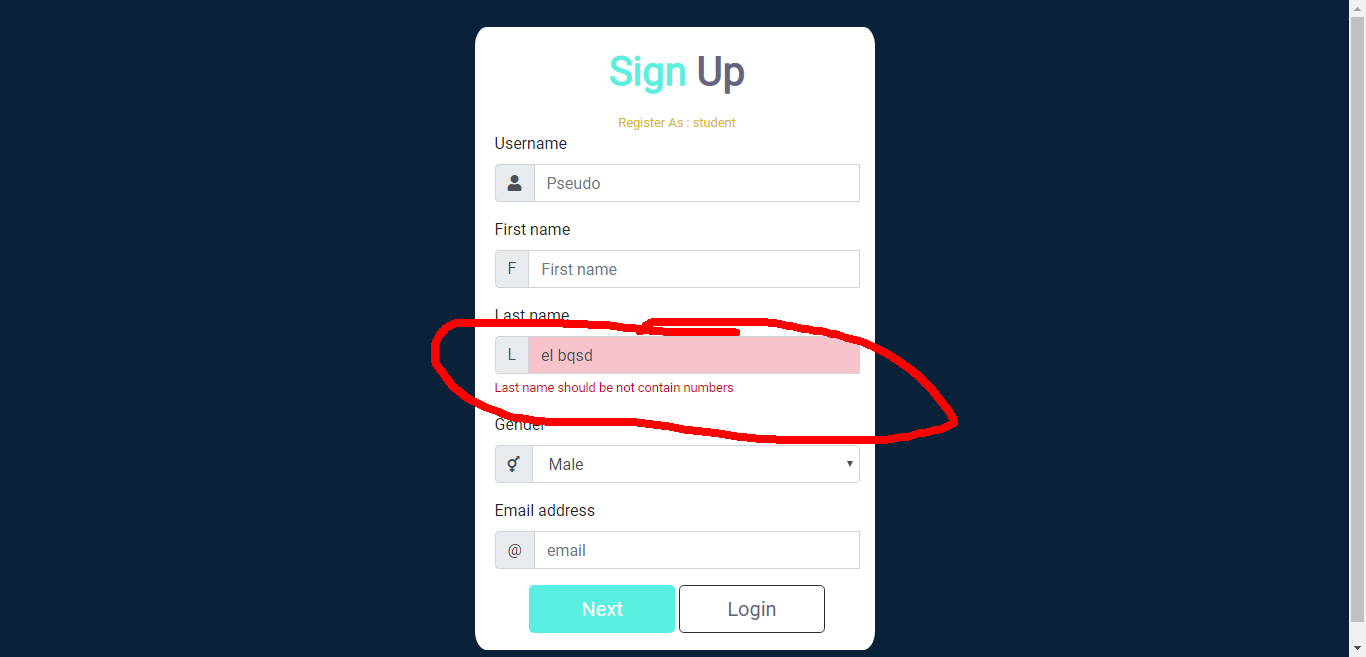 Sign Up
Register As : student
Username
Pseudo
First name
F First name
Last name
L el bqsd
Last name should be not contain numbers
Gender
Male
Email address
@ email
Next Login